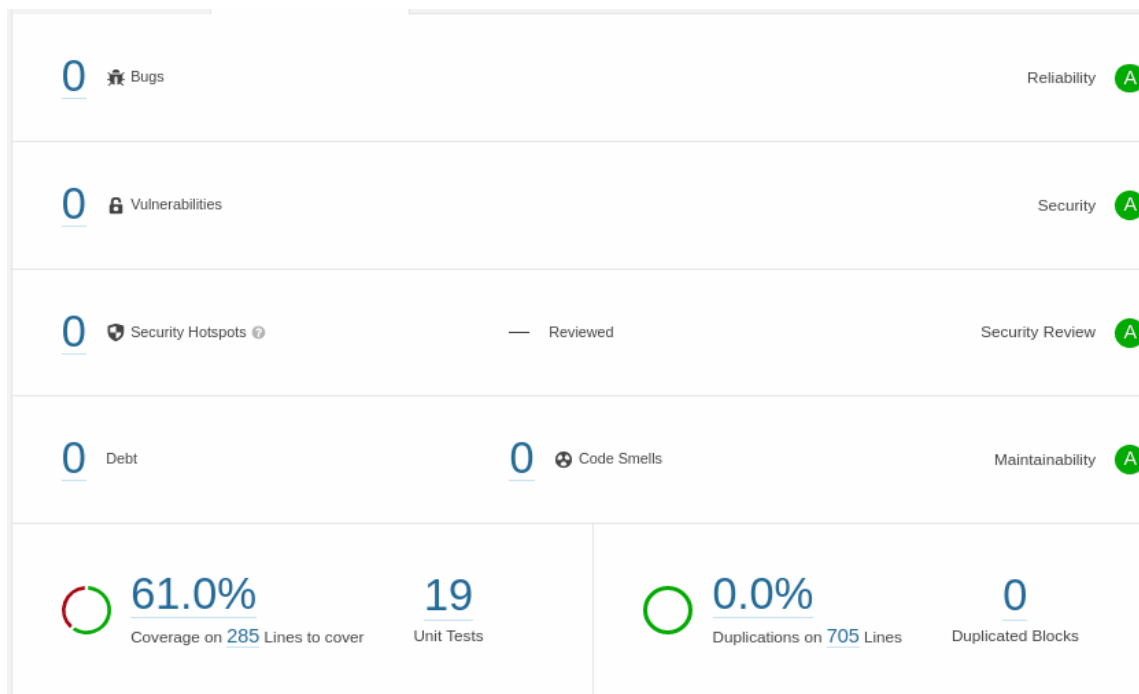 0 Bugs Reliability A
0 Vulnerabilities Security A
0 Security Hotspots ? — Reviewed Security Review A
0 Debt 0 Code Smells Maintainability A
61.0% 19 0.0% 0
Coverage on 285 Lines to cover Unit Tests Duplications on 705 Lines Duplicated Blocks